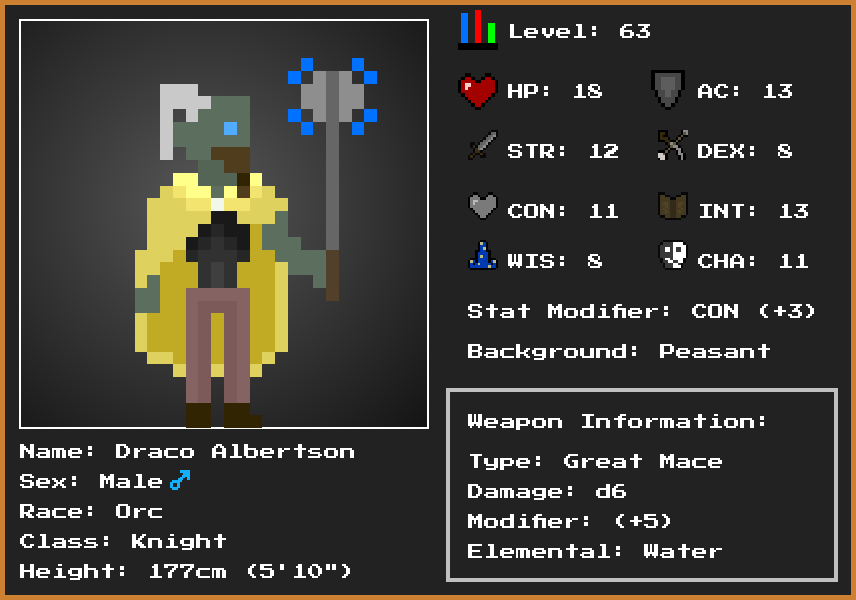 Level: 63
HP: 18
AC: 13
STR: 12
DEX: 8
CON: 11
INT: 13
WIS: 8
CHA: 11
Stat Modifier: CON (+3)
Background: Peasant
Weapon Information:
Type: Great Mace
Damage: d6
Modifier: (+5)
Elemental: Water
Name: Draco Albertson
Sex: Male♂
Race: Orc
Class: Knight
Height: 177cm (5'10")